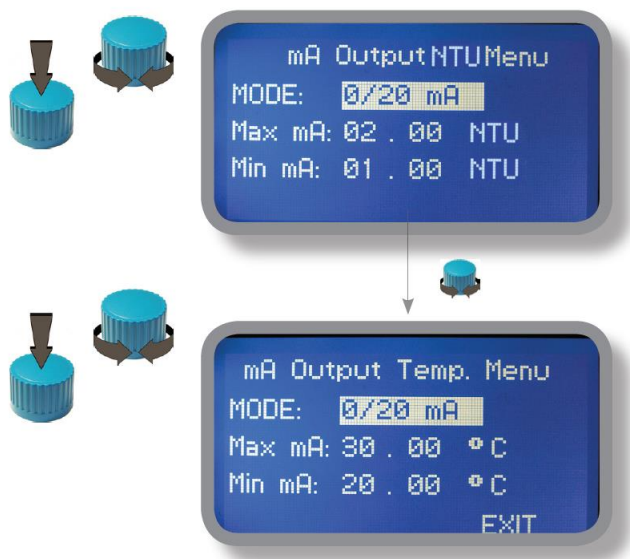 mA Output NTU Menu
MODE: 0/20 mA
Max mA: 02 . 00 NTU
Min mA: 01 . 00 NTU
mA Output Temp. Menu
MODE: 0/20 mA
Max mA: 30 . 00 °C
Min mA: 20 . 00 °C
EXIT